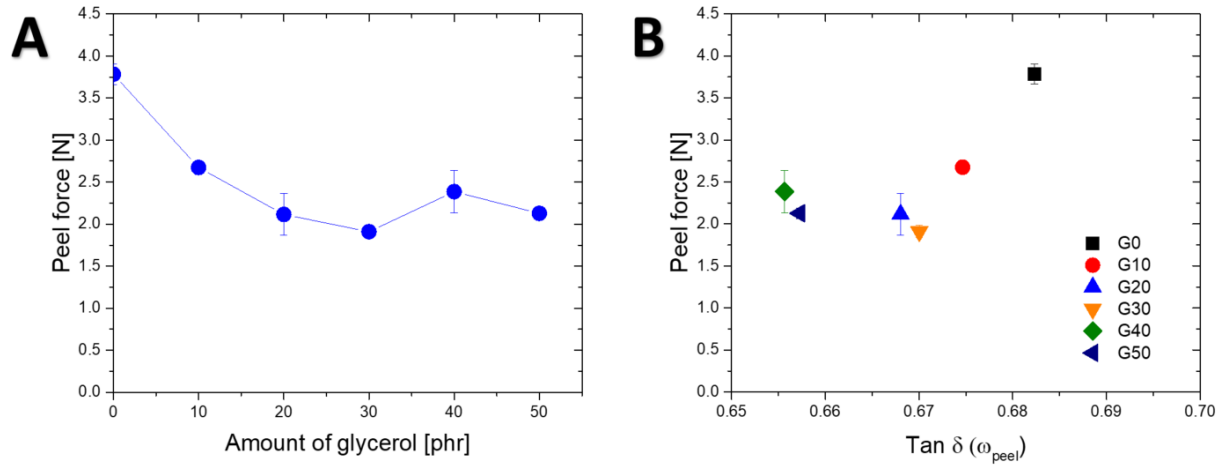 A
Peel force [N]
4.5
4.0
3.5
3.0
2.5
2.0
1.5
1.0
0.5
0.0
0 10 20 30 40 50
Amount of glycerol [phr]
B
Peel force [N]
4.5
4.0
3.5
3.0
2.5
2.0
1.5
1.0
0.5
0.0
G0
G10
G20
G30
G40
G50
0.65 0.66 0.67 0.68 0.69 0.70
Tan δ (ωpeel)